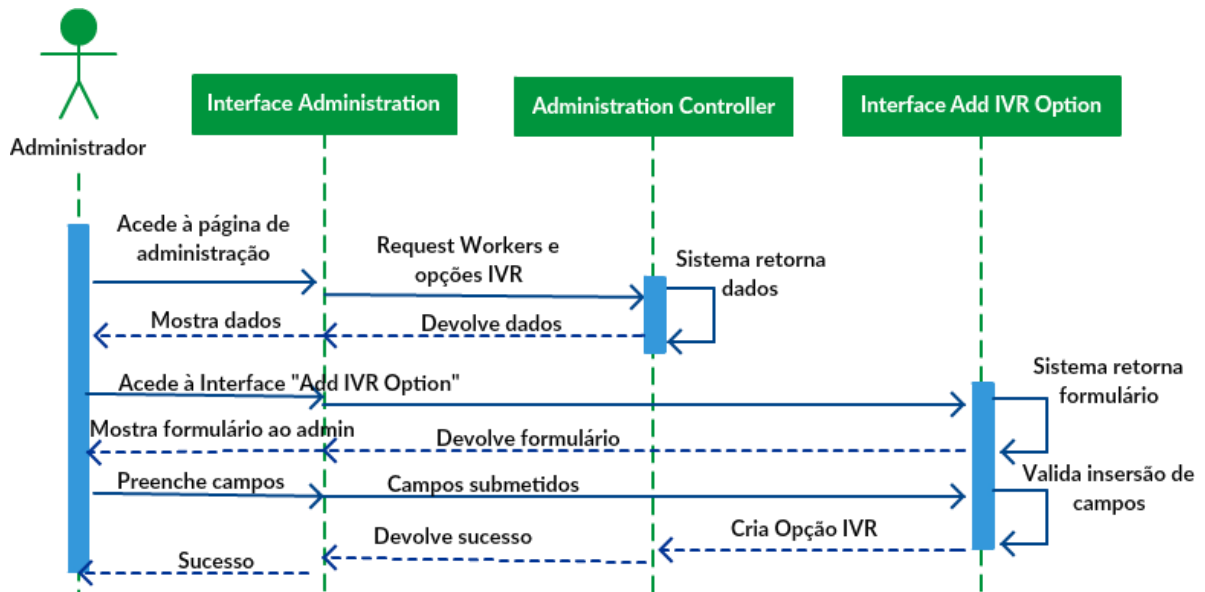 Interface Administration
Administration Controller
Interface Add IVR Option
Administrador
Acede à página de
administração
Request Workers e
opções IVR
Sistema retorna
dados
Mostra dados
Devolve dados
Acede à Interface "Add IVR Option"
Sistema retorna
formulário
Mostra formulário ao admin
Devolve formulário
Preenche campos
Campos submetidos
Valida insersão de
campos
Cria Opção IVR
Devolve sucesso
Sucesso